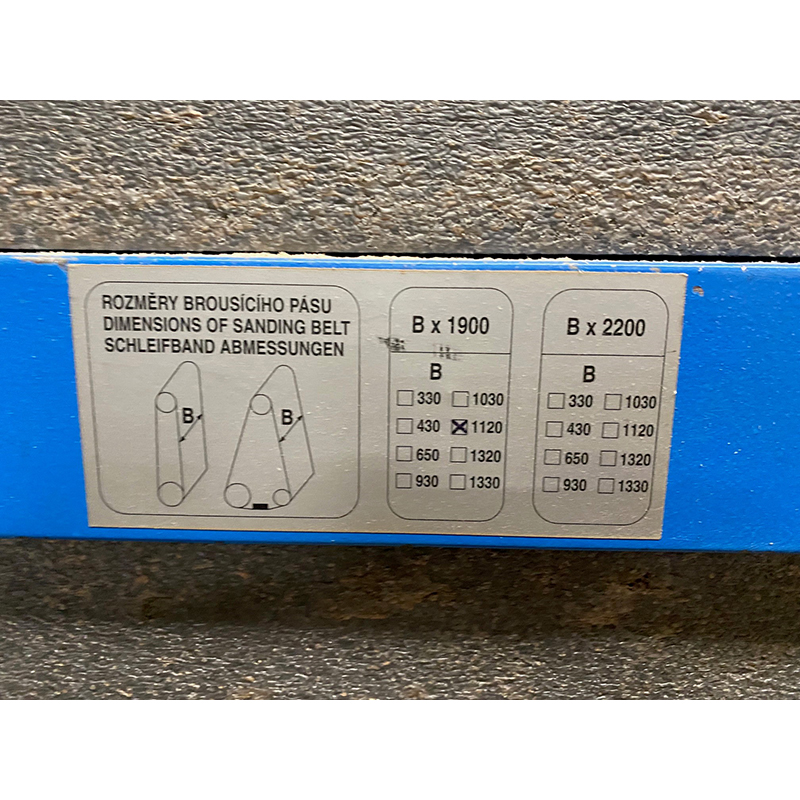 ROZMĚRY BROUSÍCÍHO PÁSU
DIMENSIONS OF SANDING BELT
SCHLEIFBAND ABMESSUNGEN
B
B
B x 1900
B
330 1030
430 1120
650 1320
930 1330
B x 2200
B
330 1030
430 1120
650 1320
930 1330